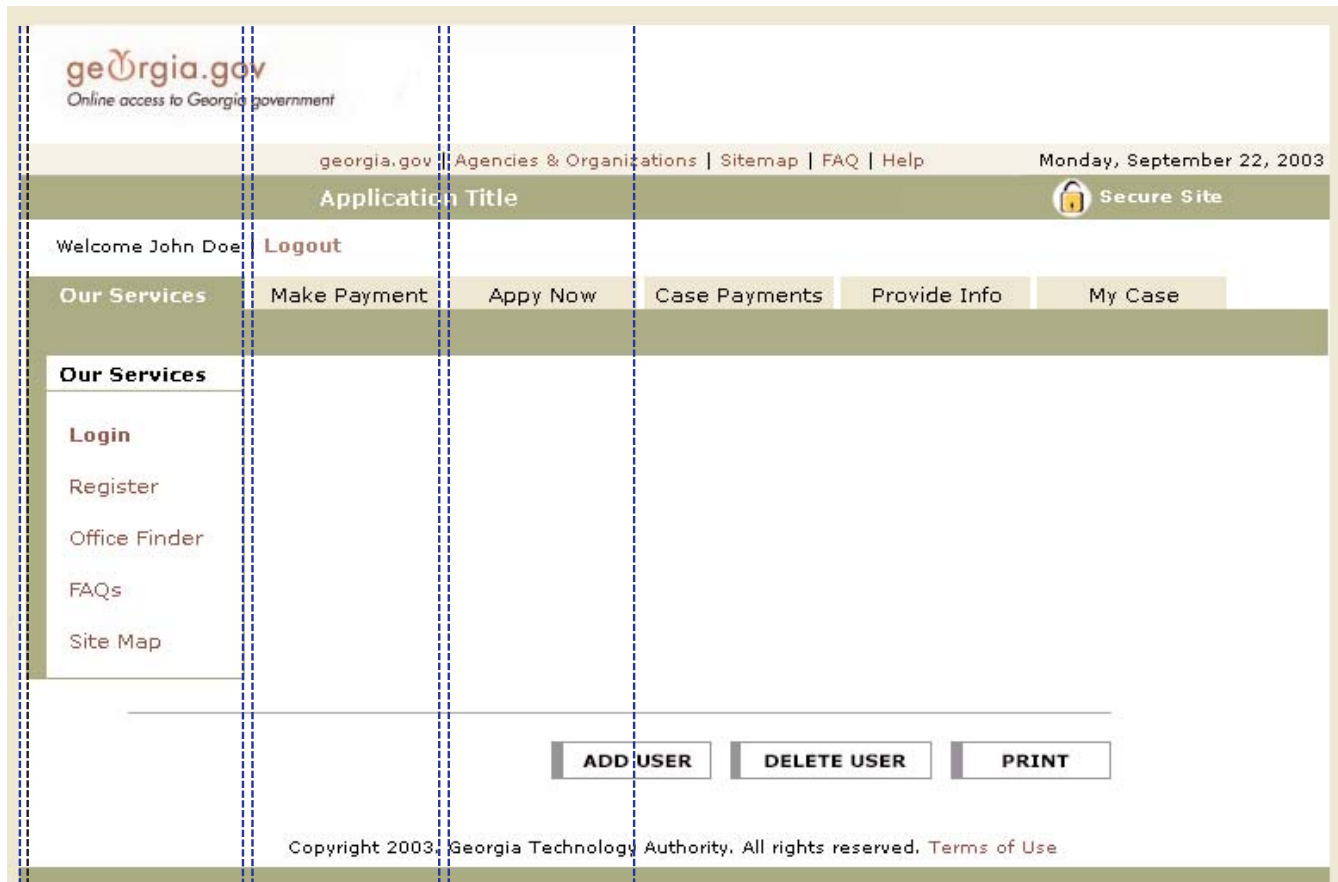 georgia.gov
Online access to Georgia government
georgia.gov | Agencies & Organizations | Sitemap | FAQ | Help Monday, September 22, 2003
Application Title Secure Site
Welcome John Doe | Logout
Our Services Make Payment Appy Now Case Payments Provide Info My Case
Our Services
Login
Register
Office Finder
FAQs
Site Map
ADD USER DELETE USER PRINT
Copyright 2003. Georgia Technology Authority. All rights reserved. Terms of Use